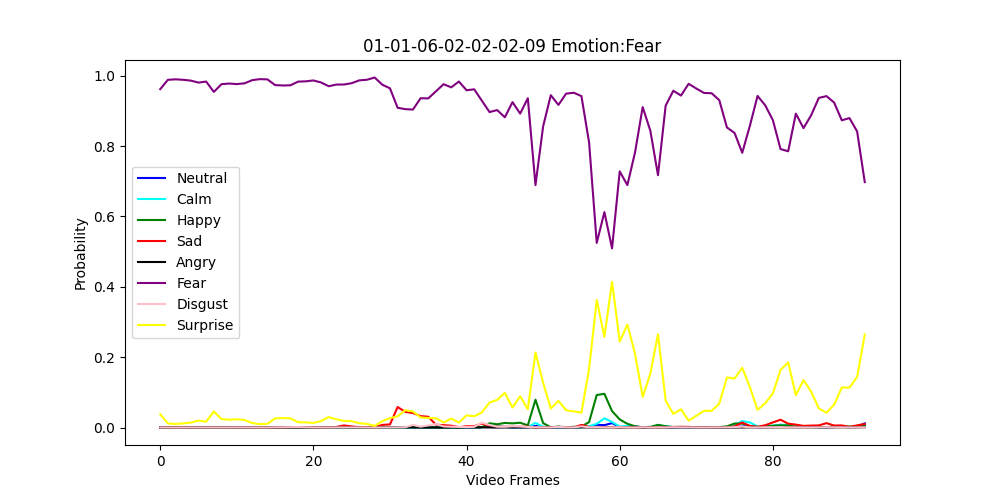 01-01-06-02-02-02-09 Emotion:Fear
1.0
0.8
0.6
0.4
0.2
0.0
Probability
Neutral
Calm
Happy
Sad
Angry
Fear
Disgust
Surprise
0 20 40 60 80
Video Frames